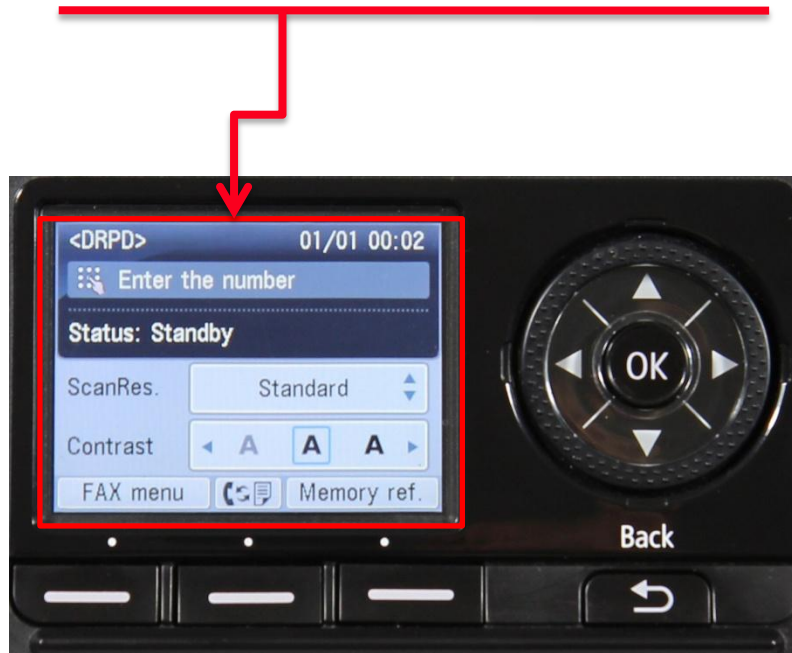 <DRPD> 01/01 00:02
Enter the number
Status: Standby
ScanRes. Standard
Contrast A A A
FAX menu Memory ref.
OK
Back